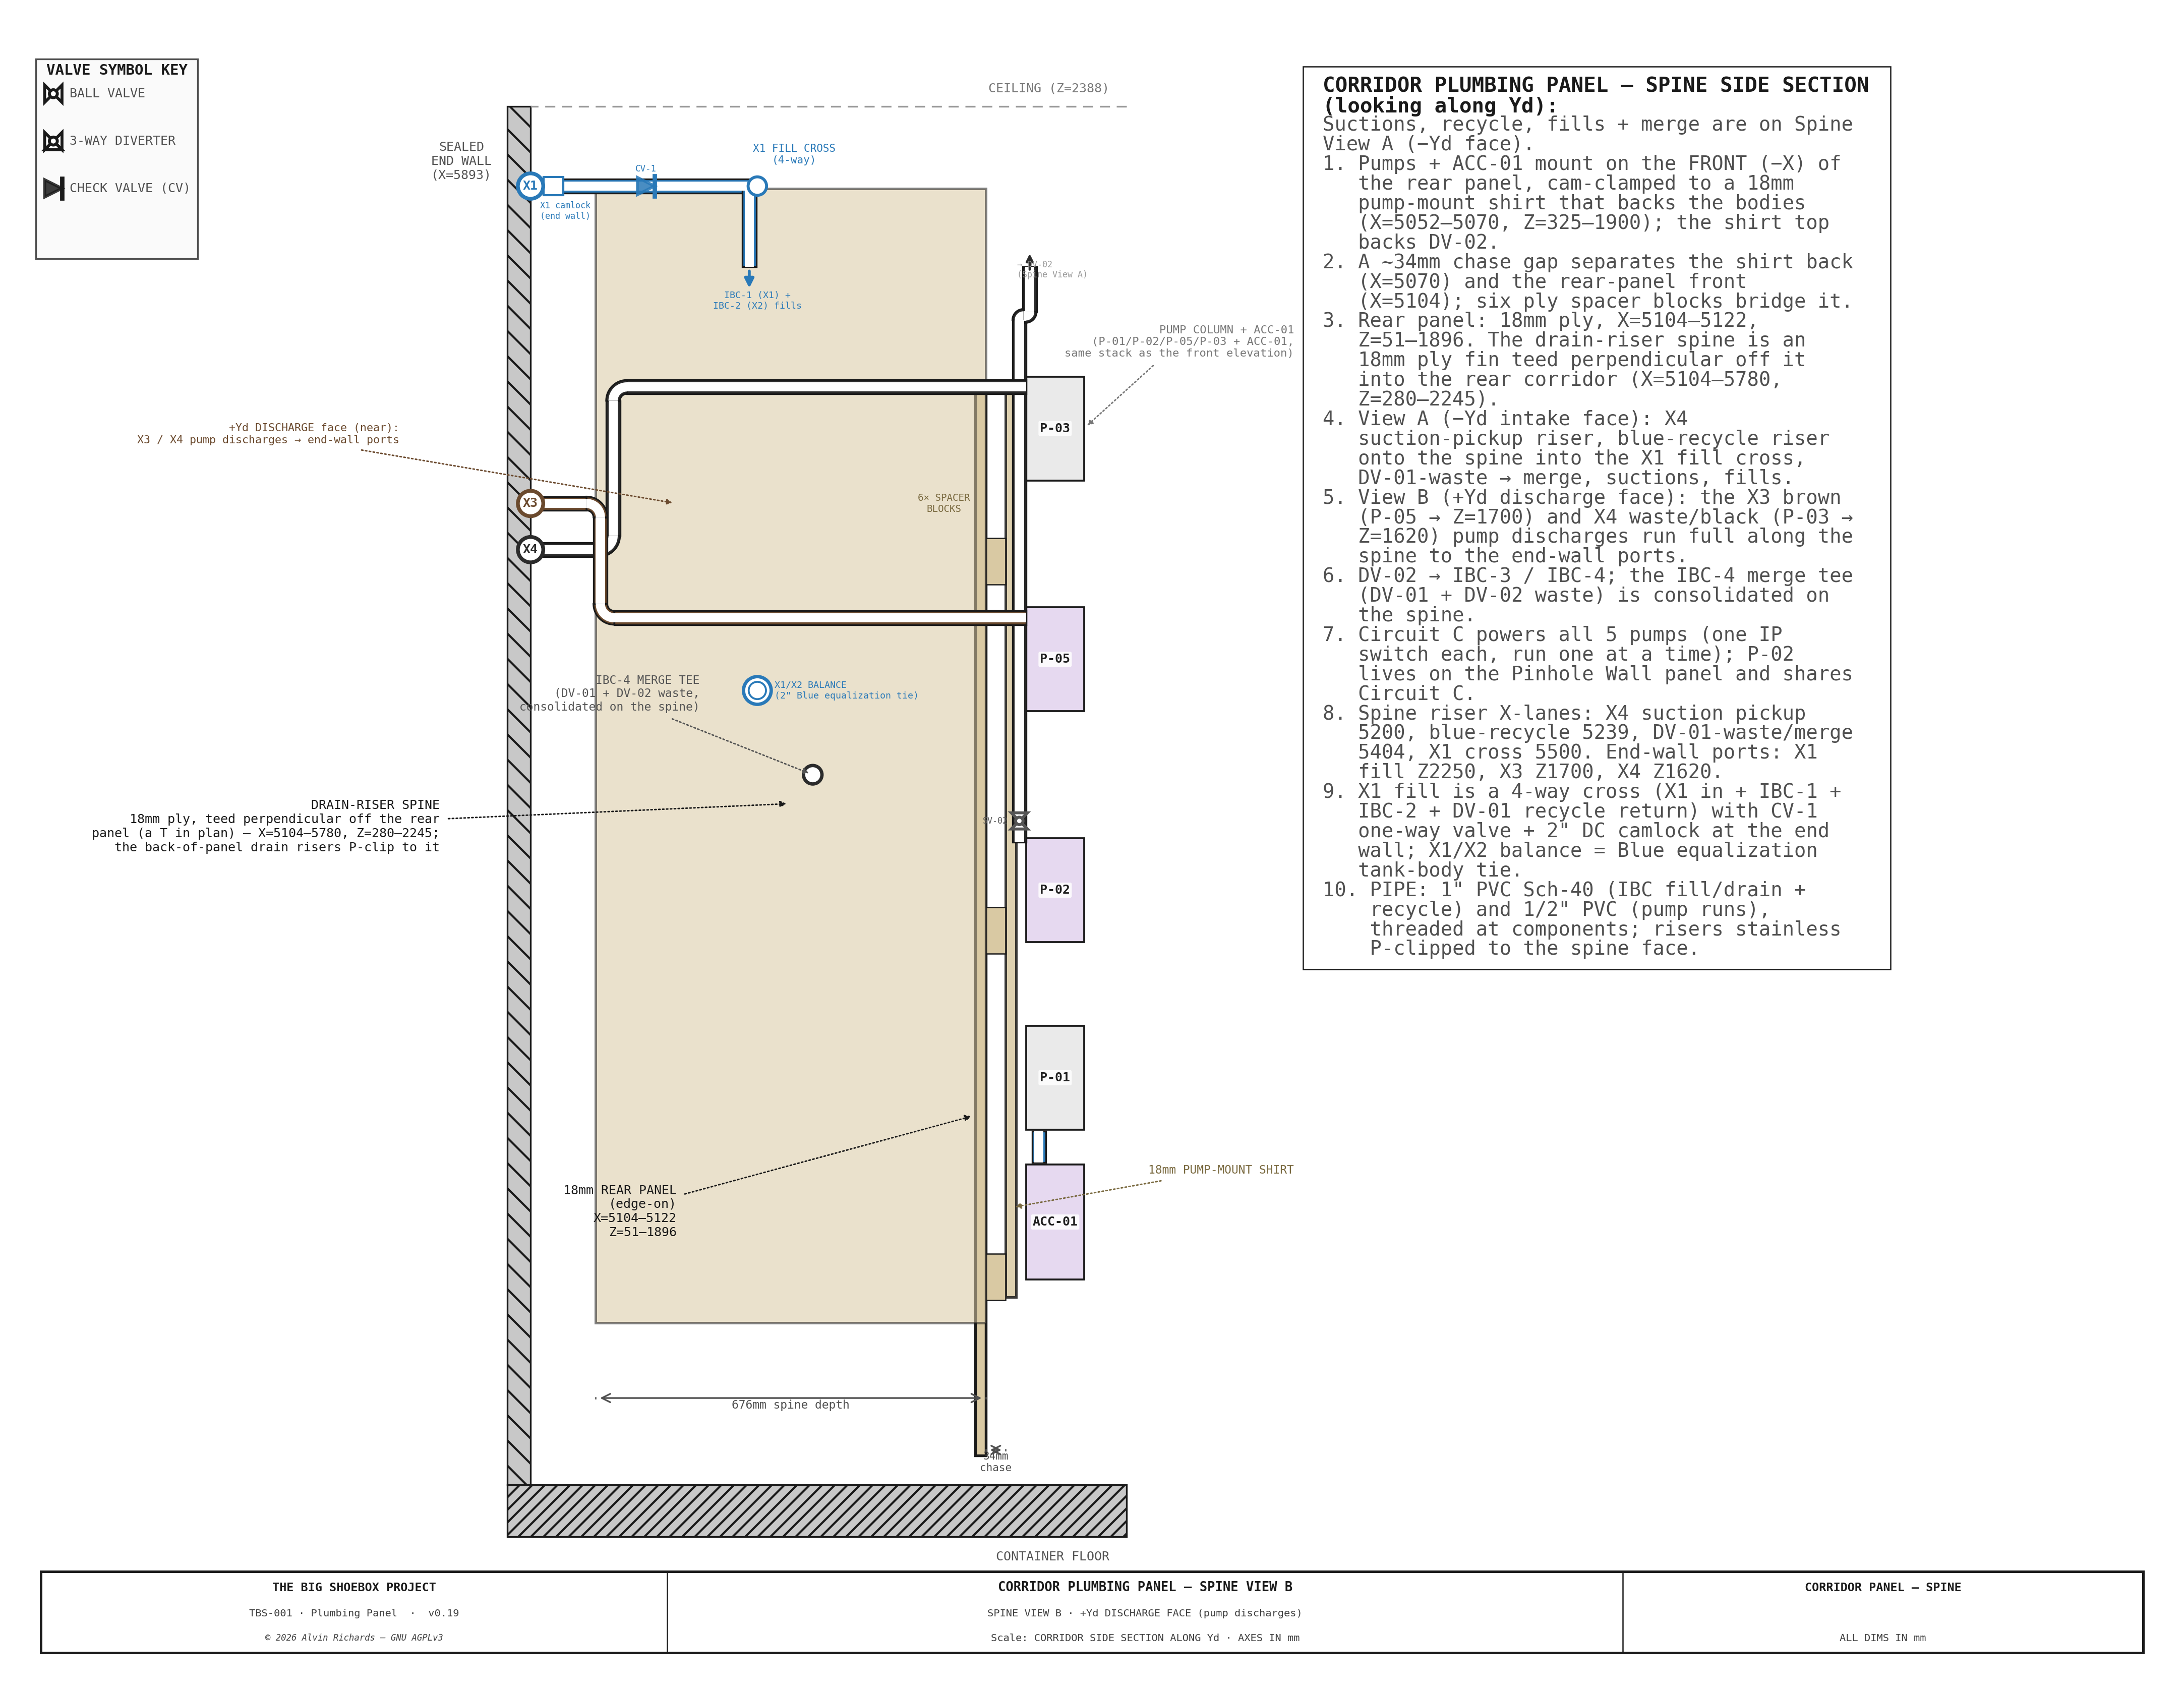 VALVE SYMBOL KEY
BALL VALVE
3-WAY DIVERTER
CHECK VALVE (CV)
CEILING (Z=2388)
SEALED
END WALL
(X=5893)
X1
CV-1
X1 FILL CROSS
(4-way)
X1 camlock
(end wall)
IBC-1 (X1) +
IBC-2 (X2) fills
(Spine View A)
PUMP COLUMN + ACC-01
(P-01/P-02/P-05/P-03 + ACC-01,
same stack as the front elevation)
+Yd DISCHARGE face (near):
X3 / X4 pump discharges → end-wall ports
P-03
X3
6× SPACER
BLOCKS
X4
P-05
IBC-4 MERGE TEE
(DV-01 + DV-02 waste,
consolidated on the spine)
X1/X2 BALANCE
(2" Blue equalization tie)
DRAIN-RISER SPINE
18mm ply, teed perpendicular off the rear
panel (a T in plan) — X=5104–5780, Z=280–2245;
the back-of-panel drain risers P-clip to it
P-02
P-01
18mm PUMP-MOUNT SHIRT
18mm REAR PANEL
(edge-on)
X=5104–5122
Z=51–1896
ACC-01
676mm spine depth
34mm
chase
CONTAINER FLOOR
CORRIDOR PLUMBING PANEL — SPINE SIDE SECTION
(looking along Yd):
Suctions, recycle, fills + merge are on Spine
View A (−Yd face).
1. Pumps + ACC-01 mount on the FRONT (−X) of
the rear panel, cam-clamped to a 18mm
pump-mount shirt that backs the bodies
(X=5052–5070, Z=325–1900); the shirt top
backs DV-02.
2. A ~34mm chase gap separates the shirt back
(X=5070) and the rear-panel front
(X=5104); six ply spacer blocks bridge it.
3. Rear panel: 18mm ply, X=5104–5122,
Z=51–1896. The drain-riser spine is an
18mm ply fin teed perpendicular off it
into the rear corridor (X=5104–5780,
Z=280–2245).
4. View A (−Yd intake face): X4
suction-pickup riser, blue-recycle riser
onto the spine into the X1 fill cross,
DV-01-waste → merge, suctions, fills.
5. View B (+Yd discharge face): the X3 brown
(P-05 → Z=1700) and X4 waste/black (P-03 →
Z=1620) pump discharges run full along the
spine to the end-wall ports.
6. DV-02 → IBC-3 / IBC-4; the IBC-4 merge tee
(DV-01 + DV-02 waste) is consolidated on
the spine.
7. Circuit C powers all 5 pumps (one IP
switch each, run one at a time); P-02
lives on the Pinhole Wall panel and shares
Circuit C.
8. Spine riser X-lanes: X4 suction pickup
5200, blue-recycle 5239, DV-01-waste/merge
5404, X1 cross 5500. End-wall ports: X1
fill Z2250, X3 Z1700, X4 Z1620.
9. X1 fill is a 4-way cross (X1 in + IBC-1 +
IBC-2 + DV-01 recycle return) with CV-1
one-way valve + 2" DC camlock at the end
wall; X1/X2 balance = Blue equalization
tank-body tie.
10. PIPE: 1" PVC Sch-40 (IBC fill/drain +
recycle) and 1/2" PVC (pump runs),
threaded at components; risers stainless
P-clipped to the spine face.
THE BIG SHOEBOX PROJECT
TBS-001 · Plumbing Panel · v0.19
© 2026 Alvin Richards — GNU AGPLv3
CORRIDOR PLUMBING PANEL — SPINE VIEW B
SPINE VIEW B · +Yd DISCHARGE FACE (pump discharges)
Scale: CORRIDOR SIDE SECTION ALONG Yd · AXES IN mm
CORRIDOR PANEL — SPINE
ALL DIMS IN mm